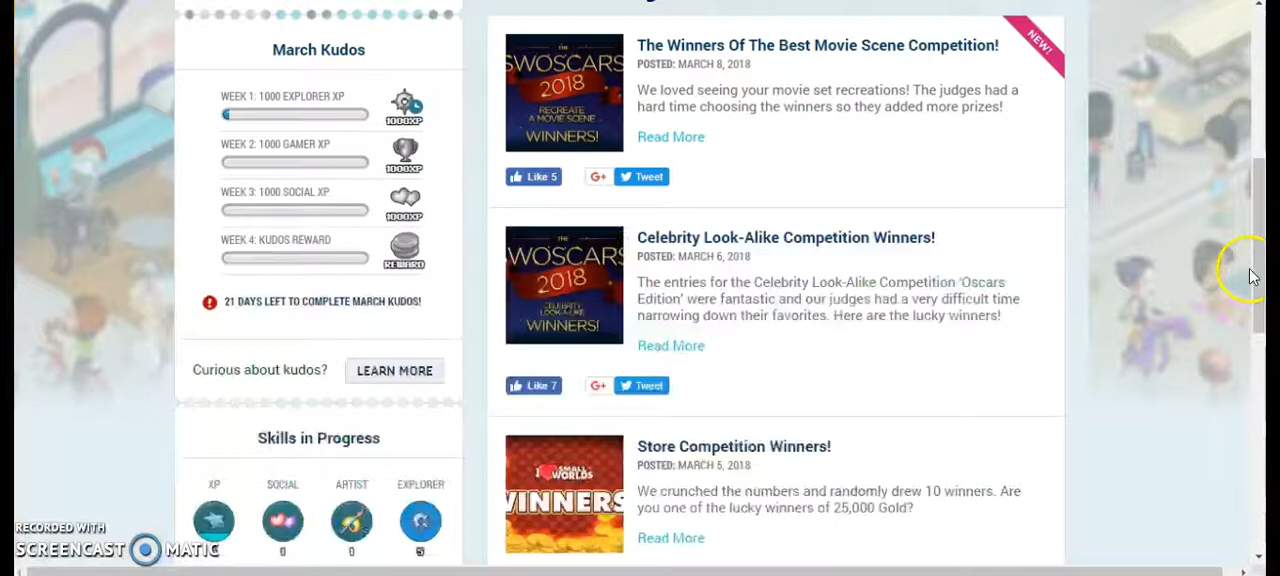 March Kudos
WEEK 1: 1000 EXPLORER XP
1000XP
WEEK 2: 1000 GAMER XP
1000XP
WEEK 3: 1000 SOCIAL XP
1000XP
WEEK 4: KUDOS REWARD
REWARD
21 DAYS LEFT TO COMPLETE MARCH KUDOS!
Curious about kudos?
LEARN MORE
Skills in Progress
XP SOCIAL ARTIST EXPLORER
0 0 5
RECORDED WITH
SCREENCAST MATIC
NEW!
THE
SWOSCARS
2018
RECREATE
A MOVIE SCENE
WINNERS!
The Winners Of The Best Movie Scene Competition!
POSTED: MARCH 8, 2018
We loved seeing your movie set recreations! The judges had a
hard time choosing the winners so they added more prizes!
Read More
Like 5
G+
Tweet
THE
SWOSCARS
2018
CELEBRITY
LOOK-ALIKE
WINNERS!
Celebrity Look-Alike Competition Winners!
POSTED: MARCH 6, 2018
The entries for the Celebrity Look-Alike Competition 'Oscars
Edition' were fantastic and our judges had a very difficult time
narrowing down their favorites. Here are the lucky winners!
Read More
Like 7
G+
Tweet
I SMALL
WORLDS
WINNERS
Store Competition Winners!
POSTED: MARCH 5, 2018
We crunched the numbers and randomly drew 10 winners. Are
you one of the lucky winners of 25,000 Gold?
Read More